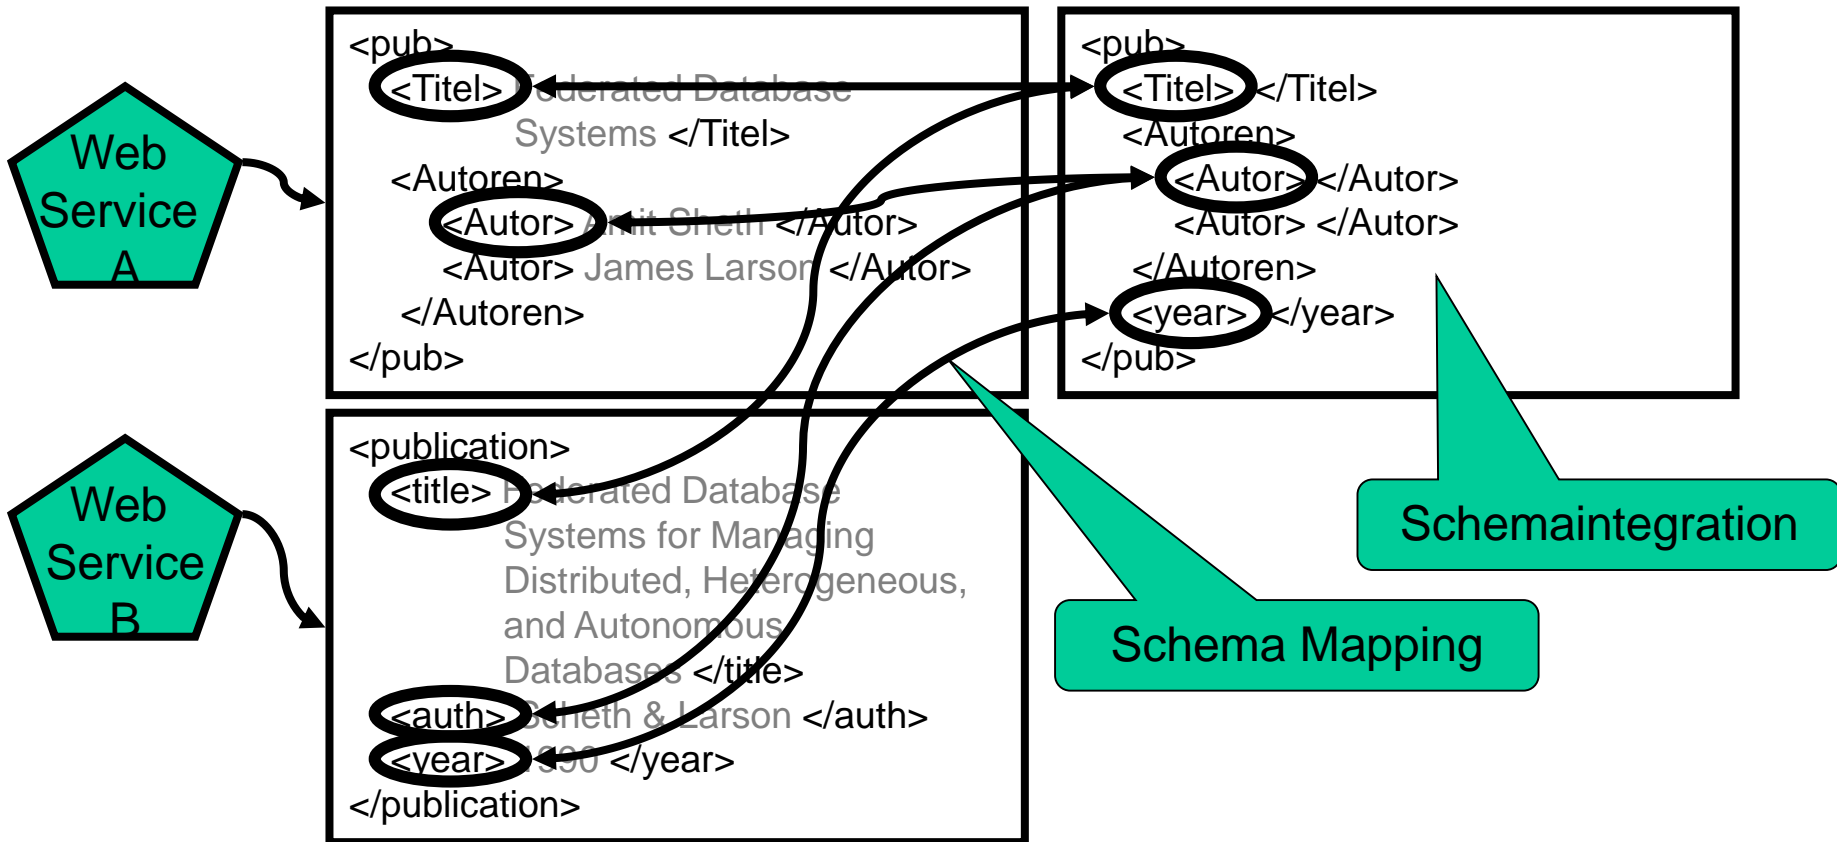 Web
Service
A
<pub>
<Titel> Federated Database
Systems </Titel>
<Autoren>
<Autor> Amit Sheth </Autor>
<Autor> James Larson </Autor>
</Autoren>
</pub>
<pub>
<Titel> </Titel>
<Autoren>
<Autor> </Autor>
<Autor> </Autor>
</Autoren>
<year> </year>
</pub>
Web
Service
B
<publication>
<title> Federated Database
Systems for Managing
Distributed, Heterogeneous,
and Autonomous
Databases </title>
<auth> Scheth & Larson </auth>
<year> 1990 </year>
</publication>
Schemaintegration
Schema Mapping